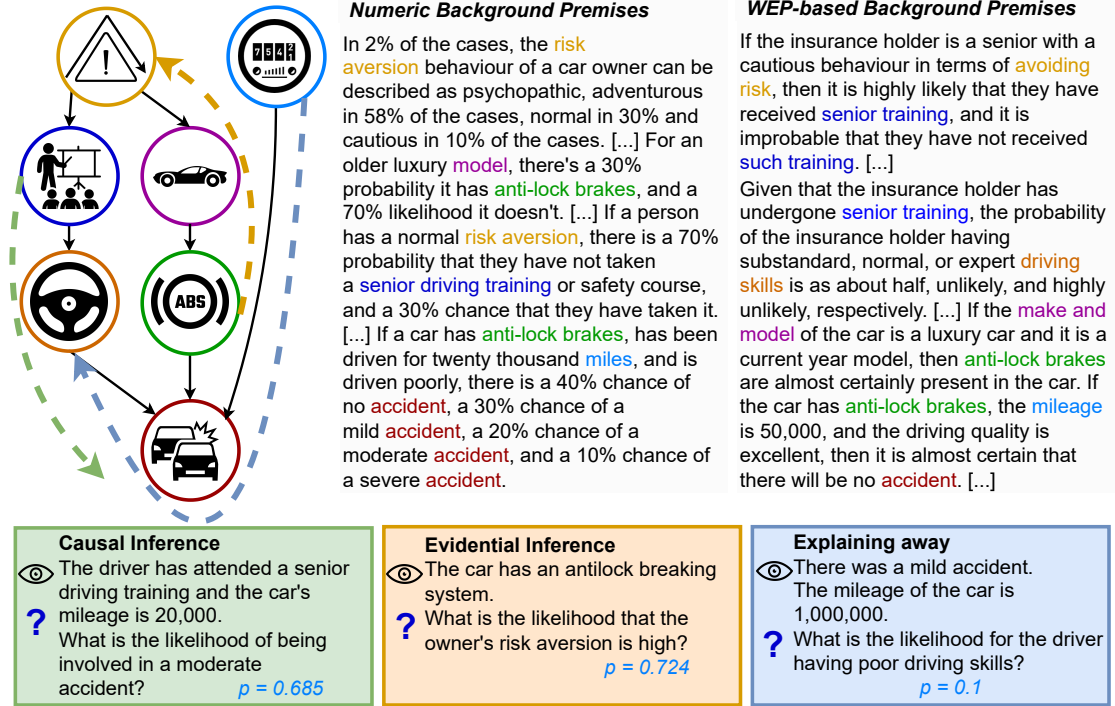 7542
ABS
Numeric Background Premises
In 2% of the cases, the risk
aversion behaviour of a car owner can be
described as psychopathic, adventurous
in 58% of the cases, normal in 30% and
cautious in 10% of the cases. [...] For an
older luxury model, there's a 30%
probability it has anti-lock brakes, and a
70% likelihood it doesn't. [...] If a person
has a normal risk aversion, there is a 70%
probability that they have not taken
a senior driving training or safety course,
and a 30% chance that they have taken it.
[...] If a car has anti-lock brakes, has been
driven for twenty thousand miles, and is
driven poorly, there is a 40% chance of
no accident, a 30% chance of a
mild accident, a 20% chance of a
moderate accident, and a 10% chance of
a severe accident.
WEP-based Background Premises
If the insurance holder is a senior with a
cautious behaviour in terms of avoiding
risk, then it is highly likely that they have
received senior training, and it is
improbable that they have not received
such training. [...]
Given that the insurance holder has
undergone senior training, the probability
of the insurance holder having
substandard, normal, or expert driving
skills is as about half, unlikely, and highly
unlikely, respectively. [...] If the make and
model of the car is a luxury car and it is a
current year model, then anti-lock brakes
are almost certainly present in the car. If
the car has anti-lock brakes, the mileage
is 50,000, and the driving quality is
excellent, then it is almost certain that
there will be no accident. [...]
Causal Inference
The driver has attended a senior
driving training and the car's
mileage is 20,000.
?
What is the likelihood of being
involved in a moderate
accident? p = 0.685
Evidential Inference
The car has an antilock breaking
system.
?
What is the likelihood that the
owner's risk aversion is high?
p = 0.724
Explaining away
There was a mild accident.
The mileage of the car is
1,000,000.
?
What is the likelihood for the driver
having poor driving skills?
p = 0.1